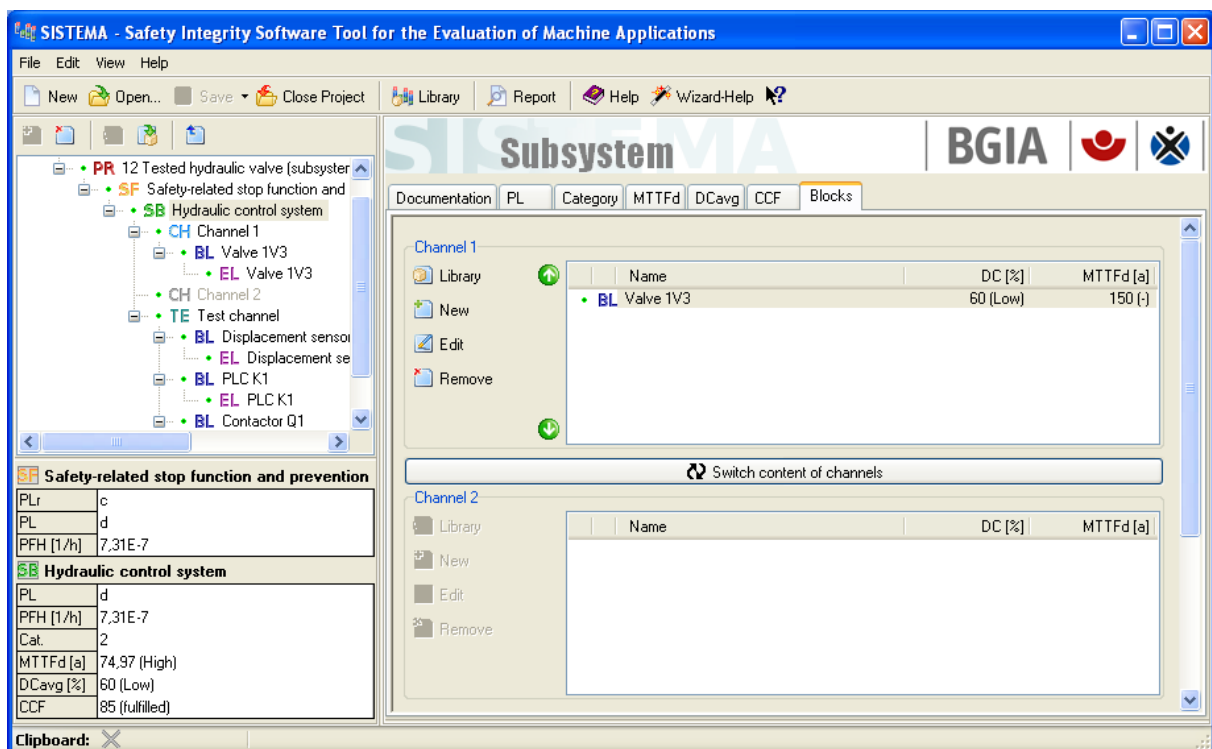 SISTEMA - Safety Integrity Software Tool for the Evaluation of Machine Applications
File Edit View Help
New Open... Save Close Project Library Report Help Wizard-Help
PR 12 Tested hydraulic valve (subsyster
SF Safety-related stop function and
SB Hydraulic control system
CH Channel 1
BL Valve 1V3
EL Valve 1V3
CH Channel 2
TE Test channel
BL Displacement sensor
EL Displacement se
BL PLC K1
EL PLC K1
BL Contactor Q1
SF Safety-related stop function and prevention
PLr c
PL d
PFH [1/h] 7,31E-7
SB Hydraulic control system
PL d
PFH [1/h] 7,31E-7
Cat. 2
MTTFd [a] 74,97 (High)
DCavg [%] 60 (Low)
CCF 85 (fulfilled)
Clipboard:
SISTEMA
Subsystem
BGIA
Documentation PL Category MTTFd DCavg CCF Blocks
Channel 1
Library
New
Edit
Remove
Name DC [%] MTTFd [a]
BL Valve 1V3 60 (Low) 150 (-)
Switch content of channels
Channel 2
Library
New
Edit
Remove
Name DC [%] MTTFd [a]